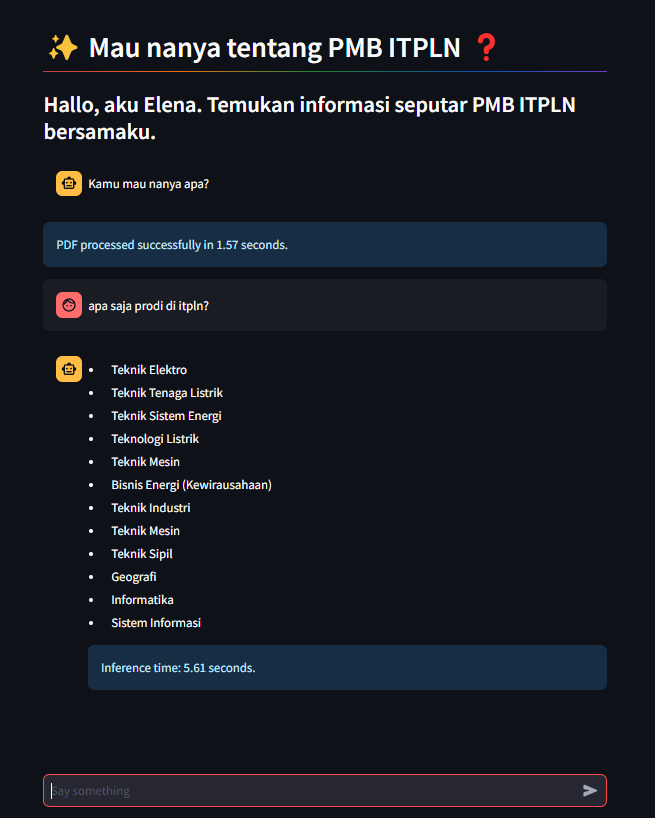 ✨ Mau nanya tentang PMB ITPLN ❓
Hallo, aku Elena. Temukan informasi seputar PMB ITPLN
bersamaku.
Kamu mau nanya apa?
PDF processed successfully in 1.57 seconds.
apa saja prodi di itpln?
• Teknik Elektro
• Teknik Tenaga Listrik
• Teknik Sistem Energi
• Teknologi Listrik
• Teknik Mesin
• Bisnis Energi (Kewirausahaan)
• Teknik Industri
• Teknik Mesin
• Teknik Sipil
• Geografi
• Informatika
• Sistem Informasi
Inference time: 5.61 seconds.
Say something